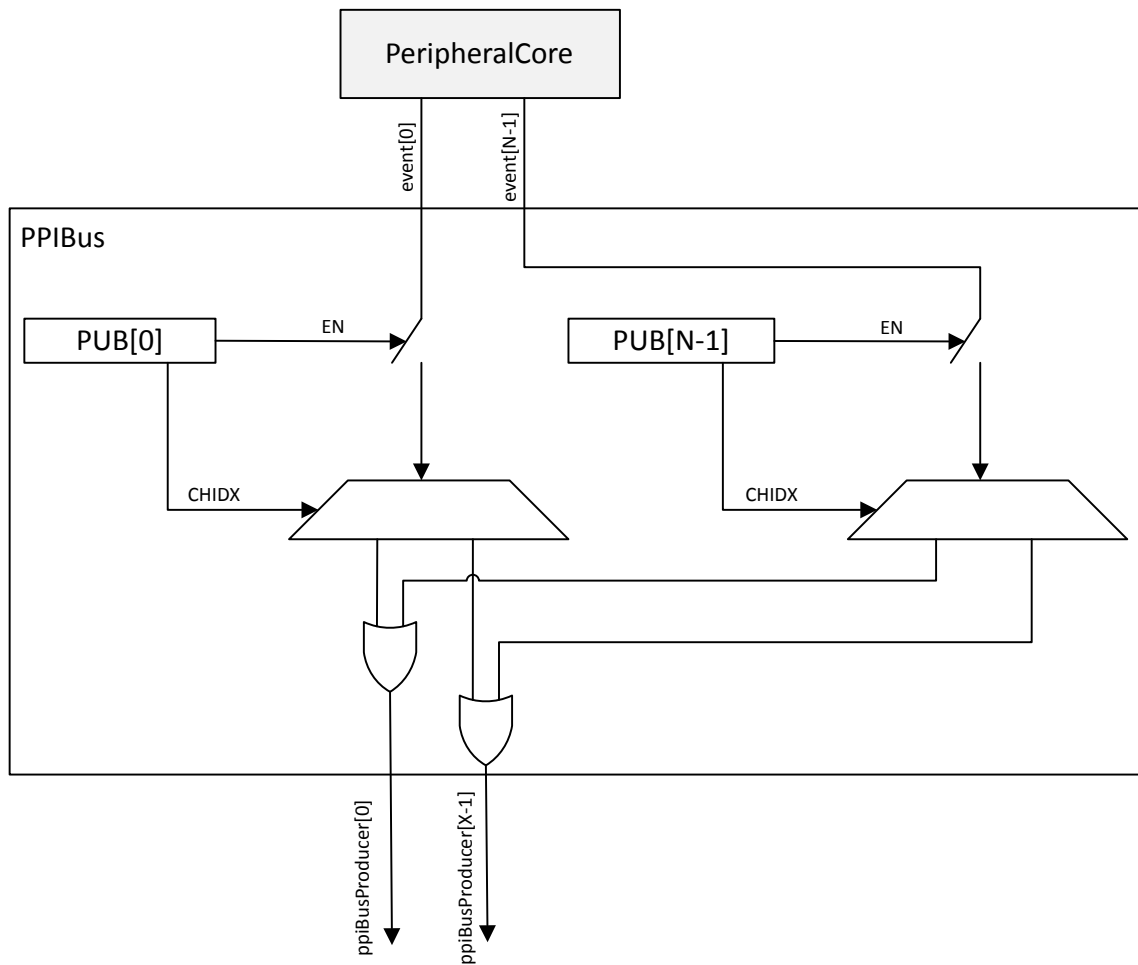 PeripheralCore
event[0]
event[N-1]
PPIBus
PUB[0]
EN
PUB[N-1]
EN
CHIDX
CHIDX
ppiBusProducer[0]
ppiBusProducer[X-1]